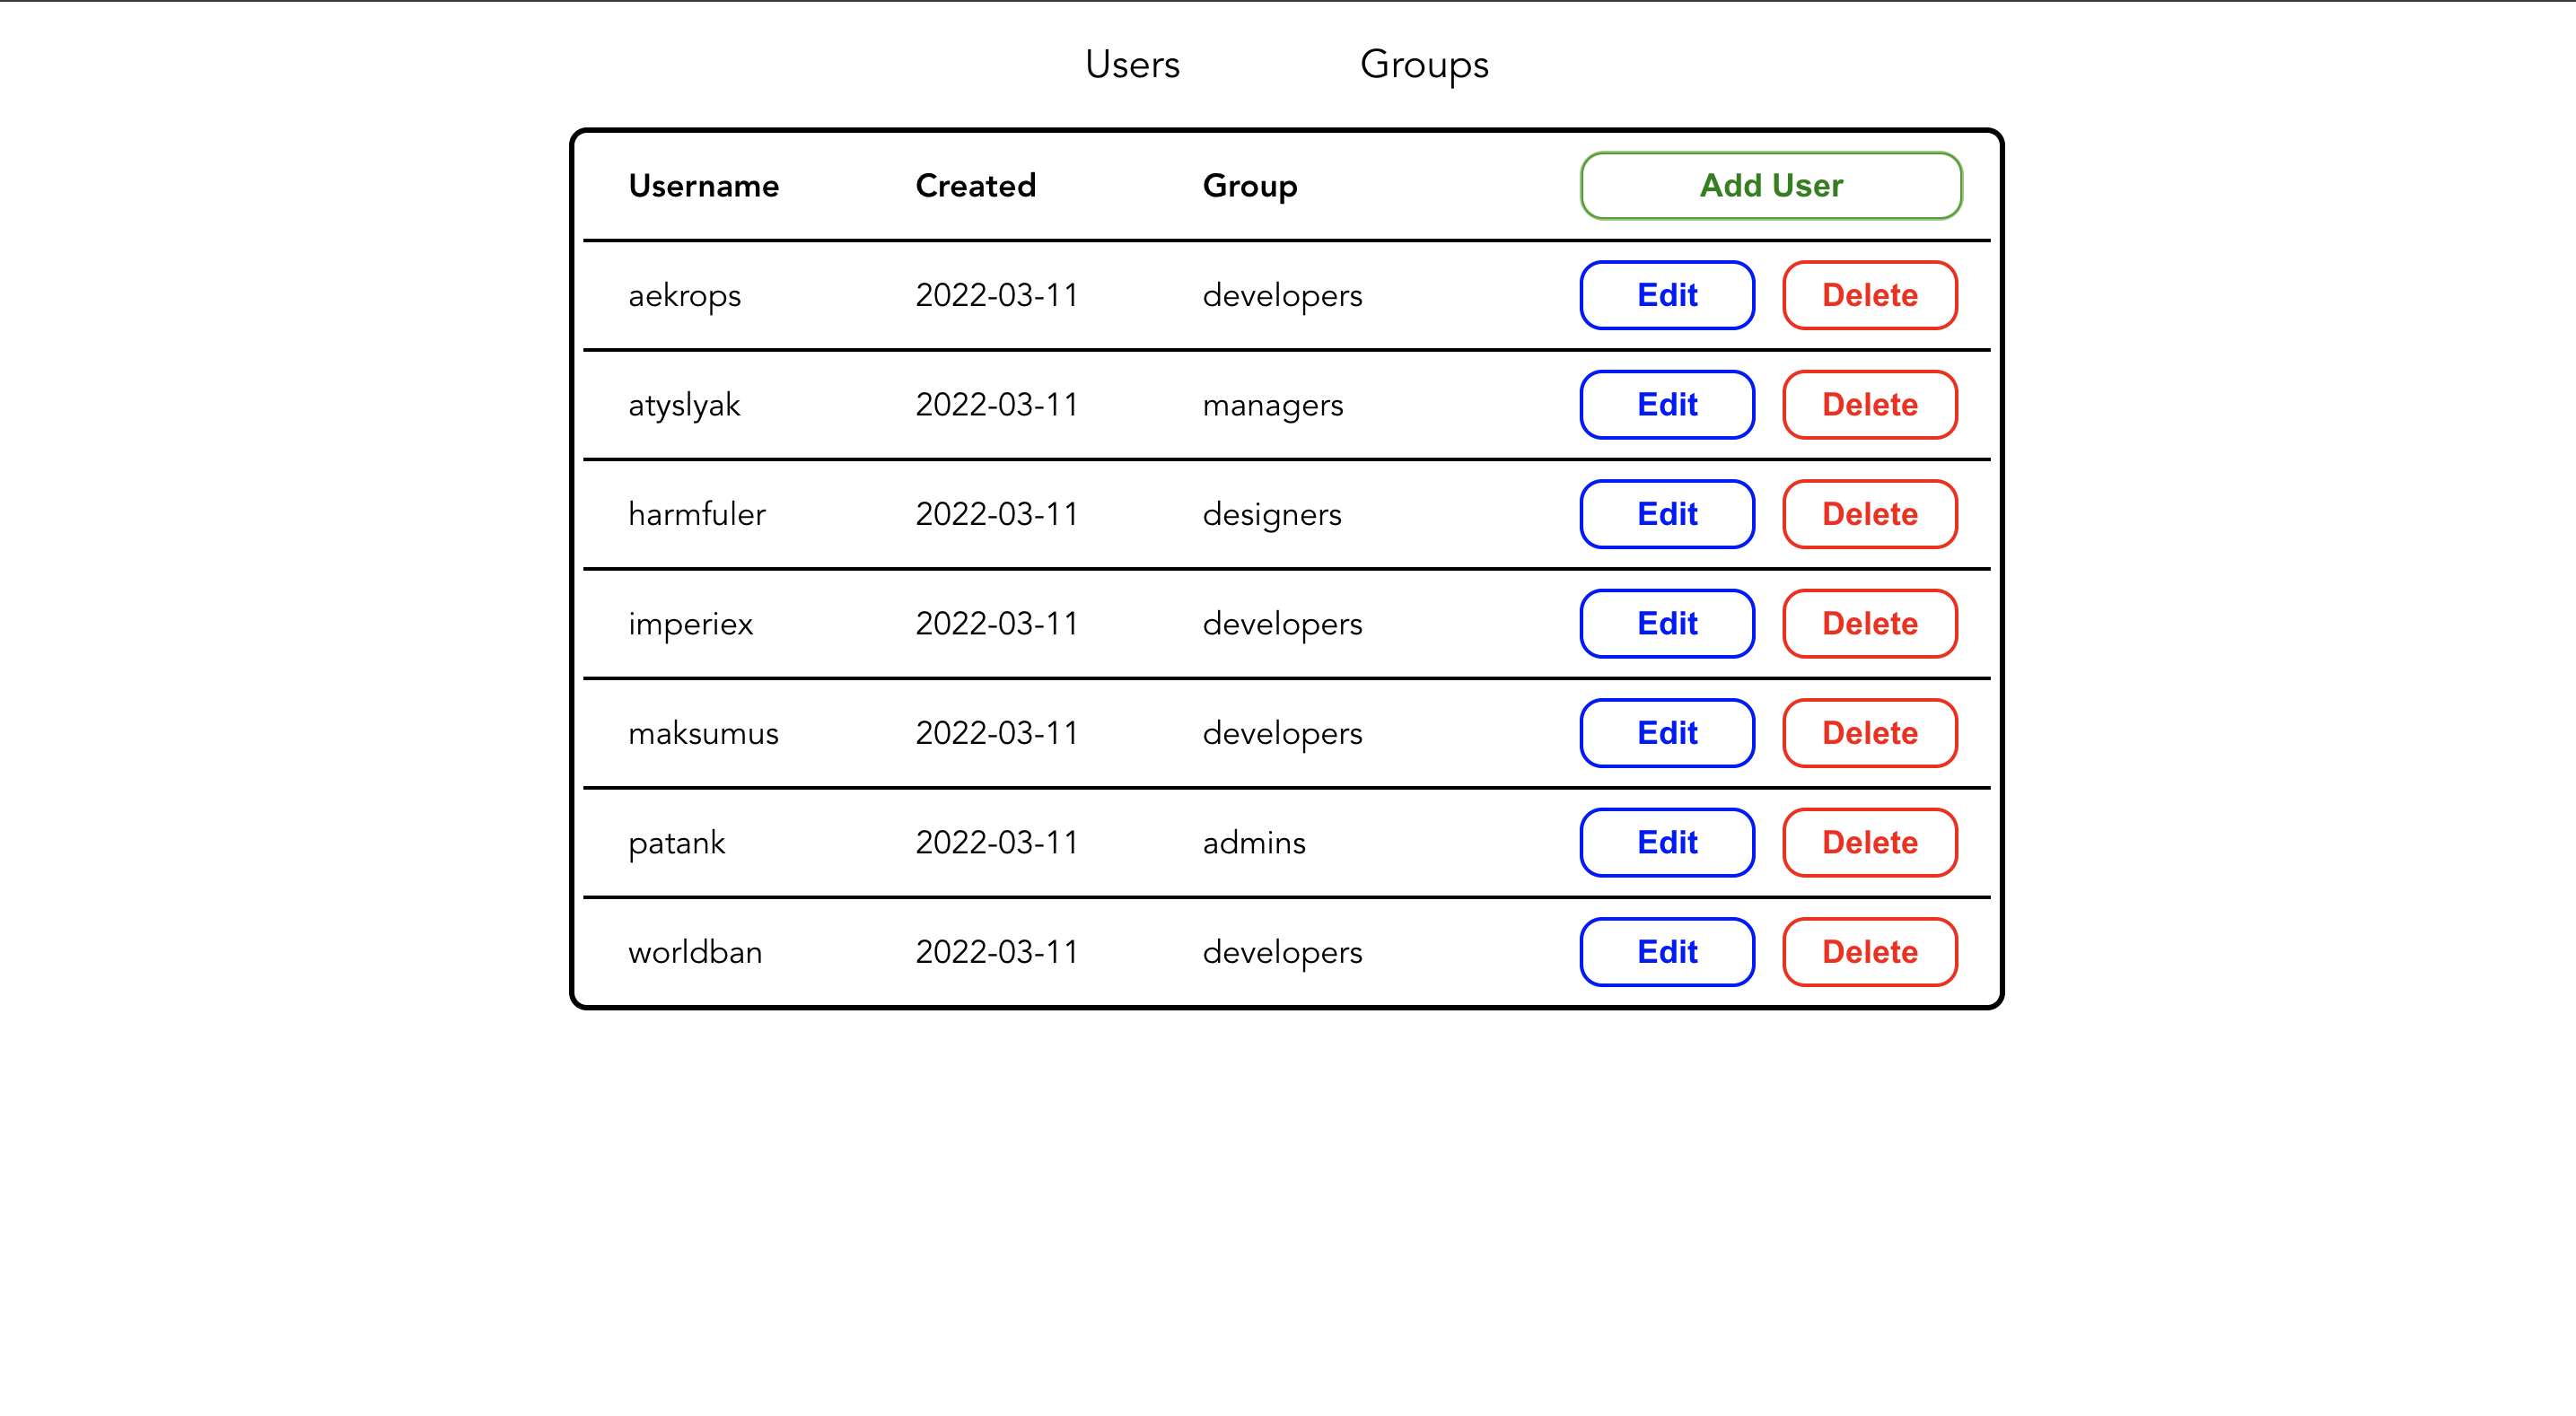 Users Groups
Username Created Group Add User
aekrops 2022-03-11 developers Edit Delete
atyslyak 2022-03-11 managers Edit Delete
harmfuler 2022-03-11 designers Edit Delete
imperiex 2022-03-11 developers Edit Delete
maksumus 2022-03-11 developers Edit Delete
patank 2022-03-11 admins Edit Delete
worldban 2022-03-11 developers Edit Delete